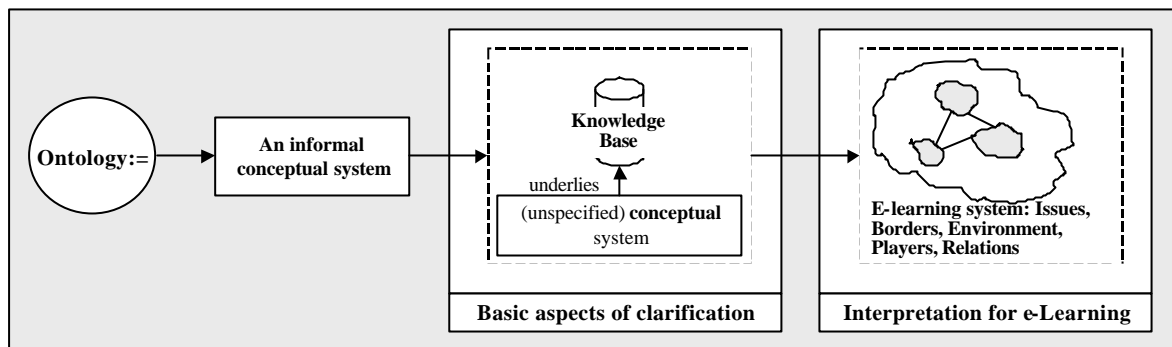 Ontology:=
An informal
conceptual system
Knowledge
Base
underlies
(unspecified) conceptual
system
Basic aspects of clarification
E-learning system: Issues,
Borders, Environment,
Players, Relations
Interpretation for e-Learning